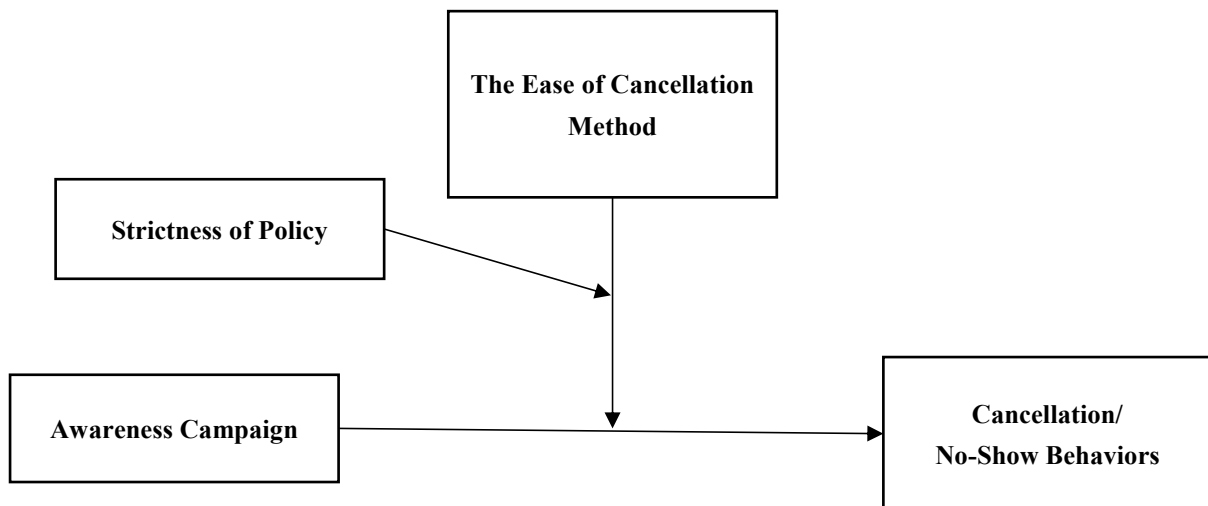 The Ease of Cancellation
Method
Strictness of Policy
Awareness Campaign
Cancellation/
No-Show Behaviors